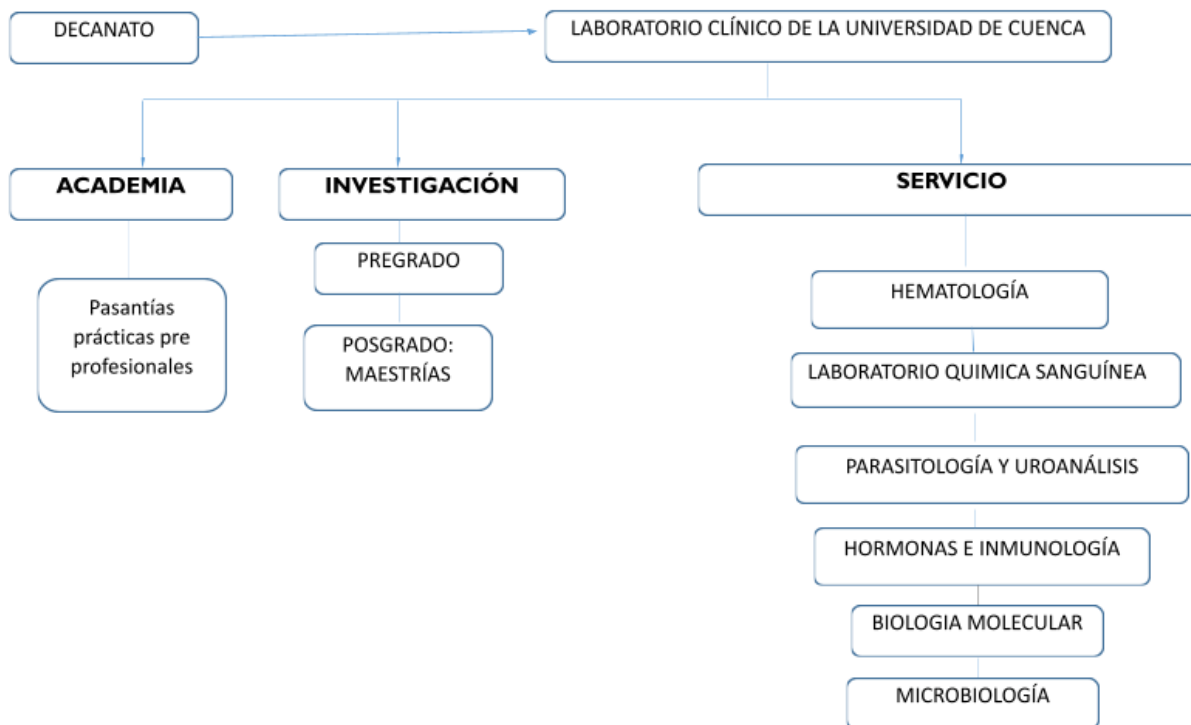 DECANATO
LABORATORIO CLÍNICO DE LA UNIVERSIDAD DE CUENCA
ACADEMIA
INVESTIGACIÓN
SERVICIO
Pasantías
prácticas pre
profesionales
PREGRADO
POSGRADO:
MAESTRÍAS
HEMATOLOGÍA
LABORATORIO QUIMICA SANGUÍNEA
PARASITOLOGÍA Y UROANÁLISIS
HORMONAS E INMUNOLOGÍA
BIOLOGIA MOLECULAR
MICROBIOLOGÍA